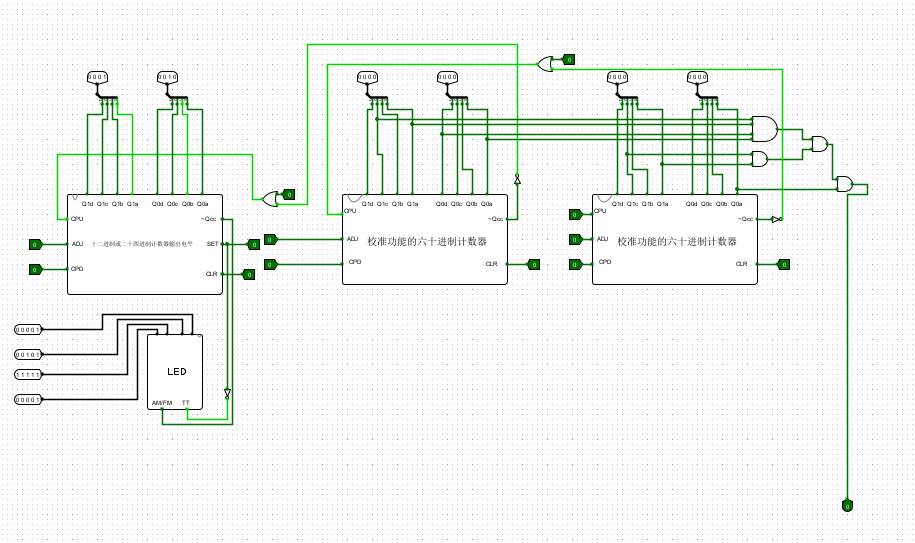 0
0001 0010 0000 0000 0000 0000
0
Q1d Q1c Q1b Q1a Q0d Q0c Q0b Q0a
Q1d Q1c Q1b Q1a Q0d Q0c Q0b Q0a
Q1d Q1c Q1b Q1a Q0d Q0c Q0b Q0a
CPU ~Qcc
0 ADJ 十二进制或二十四进制计数器输出电平 SET 0
0 CPD CLR 0
CPU ~Qcc
0 ADJ 校准功能的六十进制计数器
0 CPD CLR 0
0 CPU ~Qcc
0 ADJ 校准功能的六十进制计数器
0 CPD CLR 0
00001
00101
11111
00001
LED
AM/FM TT
0